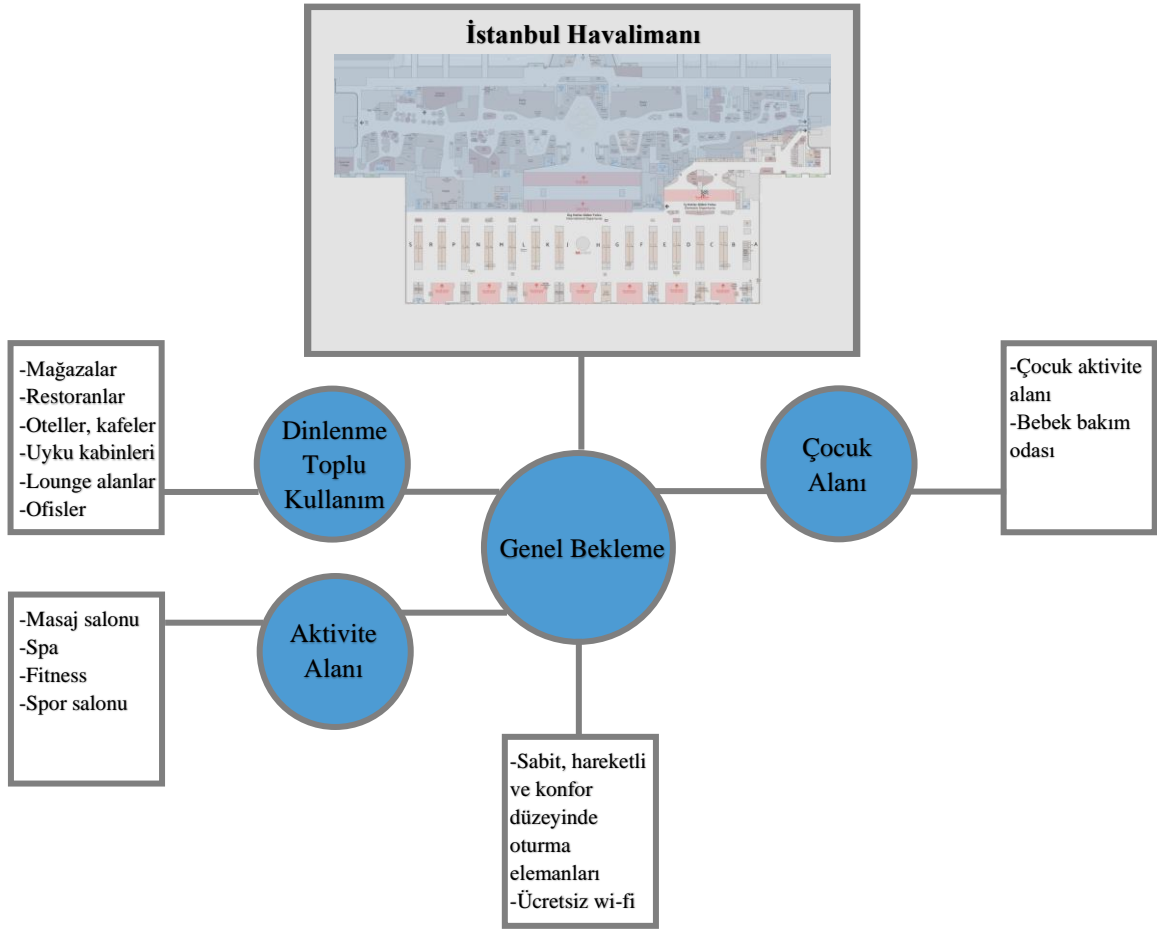 İstanbul Havalimanı
S R P N M L K J H G F E D C B A
-Mağazalar
-Restoranlar
-Oteller, kafeler
-Uyku kabinleri
-Lounge alanlar
-Ofisler
Dinlenme
Toplu
Kullanım
Çocuk
Alanı
-Çocuk aktivite
alanı
-Bebek bakım
odası
Genel Bekleme
-Masaj salonu
-Spa
-Fitness
-Spor salonu
Aktivite
Alanı
-Sabit, hareketli
ve konfor
düzeyinde
oturma
elemanları
-Ücretsiz wi-fi